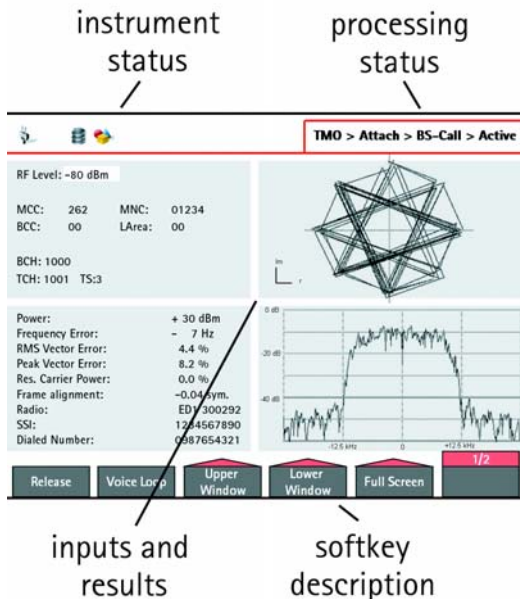 instrument status
processing status
TMO > Attach > BS-Call > Active
RF Level: -80 dBm
MCC: 262 MNC: 01234
BCC: 00 LArea: 00
BCH: 1000
TCH: 1001 TS:3
Im
r
Power: + 30 dBm
Frequency Error: - 7 Hz
RMS Vector Error: 4.4 %
Peak Vector Error: 8.2 %
Res. Carrier Power: 0.0 %
Frame alignment: -0.04 sym.
Radio: ED1 300292
SSI: 1234567890
Dialed Number: 0987654321
0 dB
-20 dB
-40 dB
-12.5 kHz 0 +12.5 kHz
1/2
Release
Voice Loop
Upper Window
Lower Window
Full Screen
inputs and results
softkey description